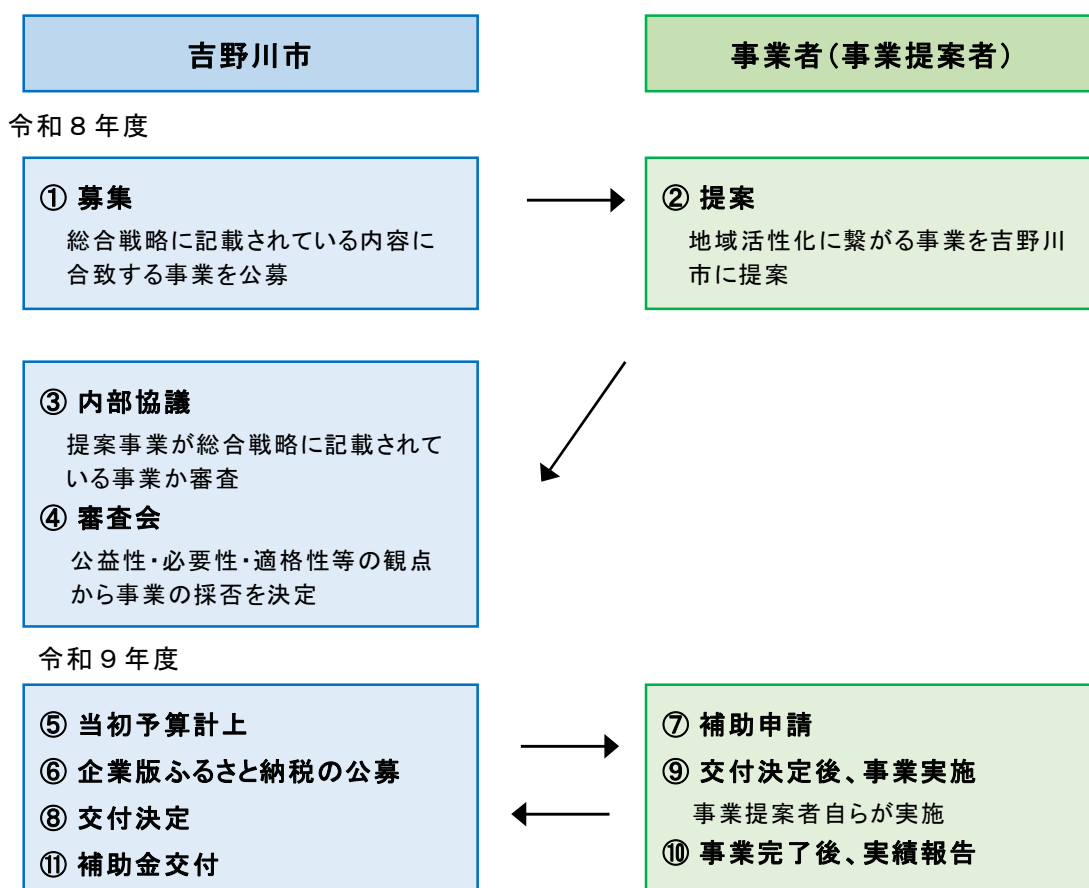 吉野川市
事業者（事業提案者）
令和８年度
① 募集
総合戦略に記載されている内容に
合致する事業を公募
② 提案
地域活性化に繋がる事業を吉野川
市に提案
③ 内部協議
提案事業が総合戦略に記載されて
いる事業か審査
④ 審査会
公益性・必要性・適格性等の観点
から事業の採否を決定
令和９年度
⑤ 当初予算計上
⑥ 企業版ふるさと納税の公募
⑧ 交付決定
⑪ 補助金交付
⑦ 補助申請
⑨ 交付決定後、事業実施
事業提案者自らが実施
⑩ 事業完了後、実績報告